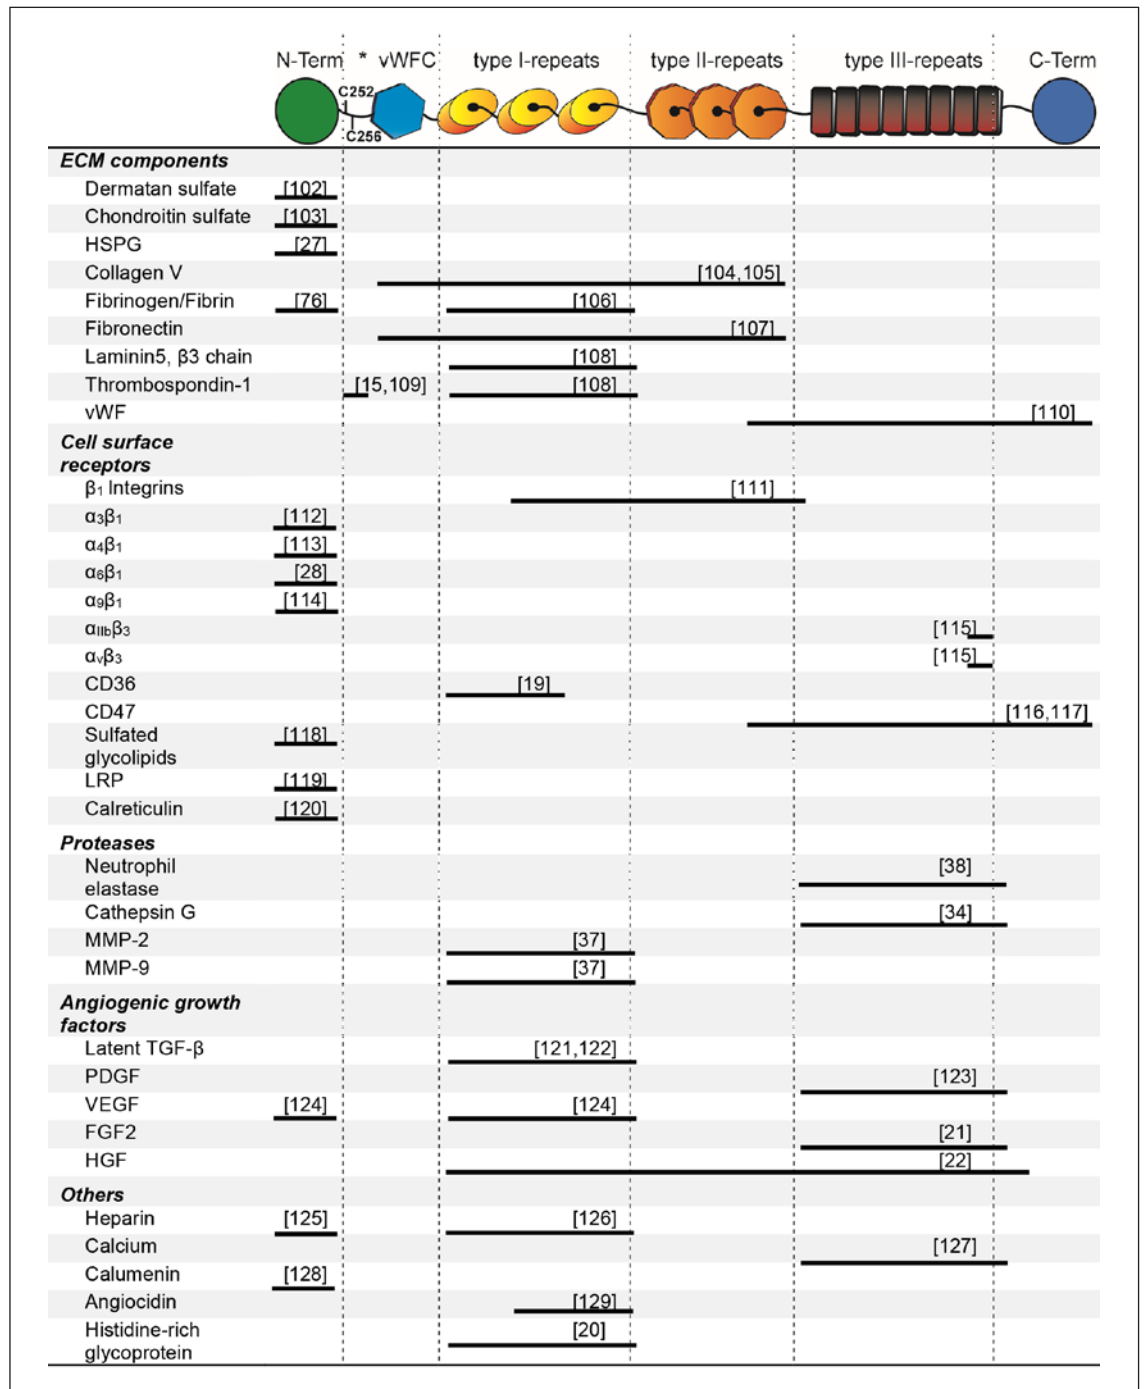 N-Term * vWFC type I-repeats type II-repeats type III-repeats C-Term
C252
C256
ECM components
Dermatan sulfate [102]
Chondroitin sulfate [103]
HSPG [27]
Collagen V [104,105]
Fibrinogen/Fibrin [76] [106]
Fibronectin [107]
Laminin5, β3 chain [108]
Thrombospondin-1 [15,109] [108]
vWF [110]
Cell surface
receptors
β₁ Integrins [111]
α₃β₁ [112]
α₄β₁ [113]
α₆β₁ [28]
α₉β₁ [114]
αIIbβ₃ [115]
αᵥβ₃ [115]
CD36 [19]
CD47 [116,117]
Sulfated [118]
glycolipids
LRP [119]
Calreticulin [120]
Proteases
Neutrophil [38]
elastase
Cathepsin G [34]
MMP-2 [37]
MMP-9 [37]
Angiogenic growth
factors
Latent TGF-β [121,122]
PDGF [123]
VEGF [124] [124]
FGF2 [21]
HGF [22]
Others
Heparin [125] [126]
Calcium [127]
Calumenin [128]
Angiocidin [129]
Histidine-rich [20]
glycoprotein